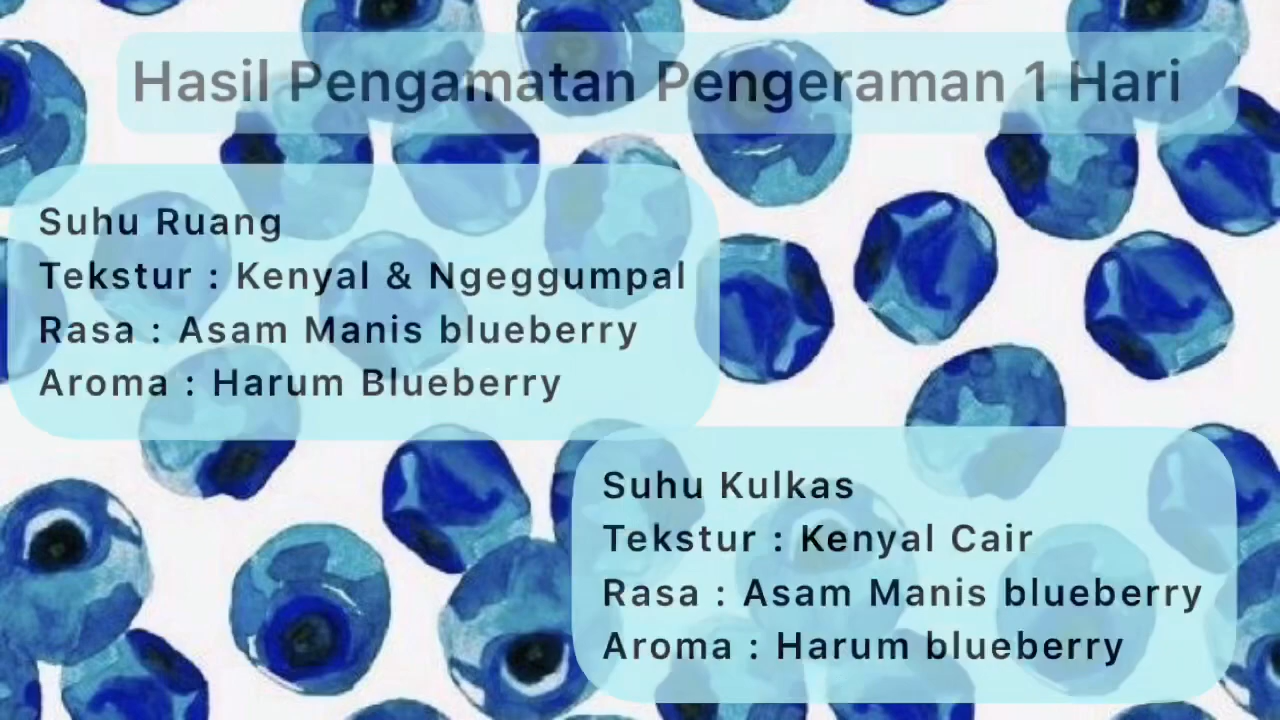 Hasil Pengamatan Pengeraman 1 Hari
Suhu Ruang
Tekstur : Kenyal & Ngeggumpal
Rasa : Asam Manis blueberry
Aroma : Harum Blueberry
Suhu Kulkas
Tekstur : Kenyal Cair
Rasa : Asam Manis blueberry
Aroma : Harum blueberry